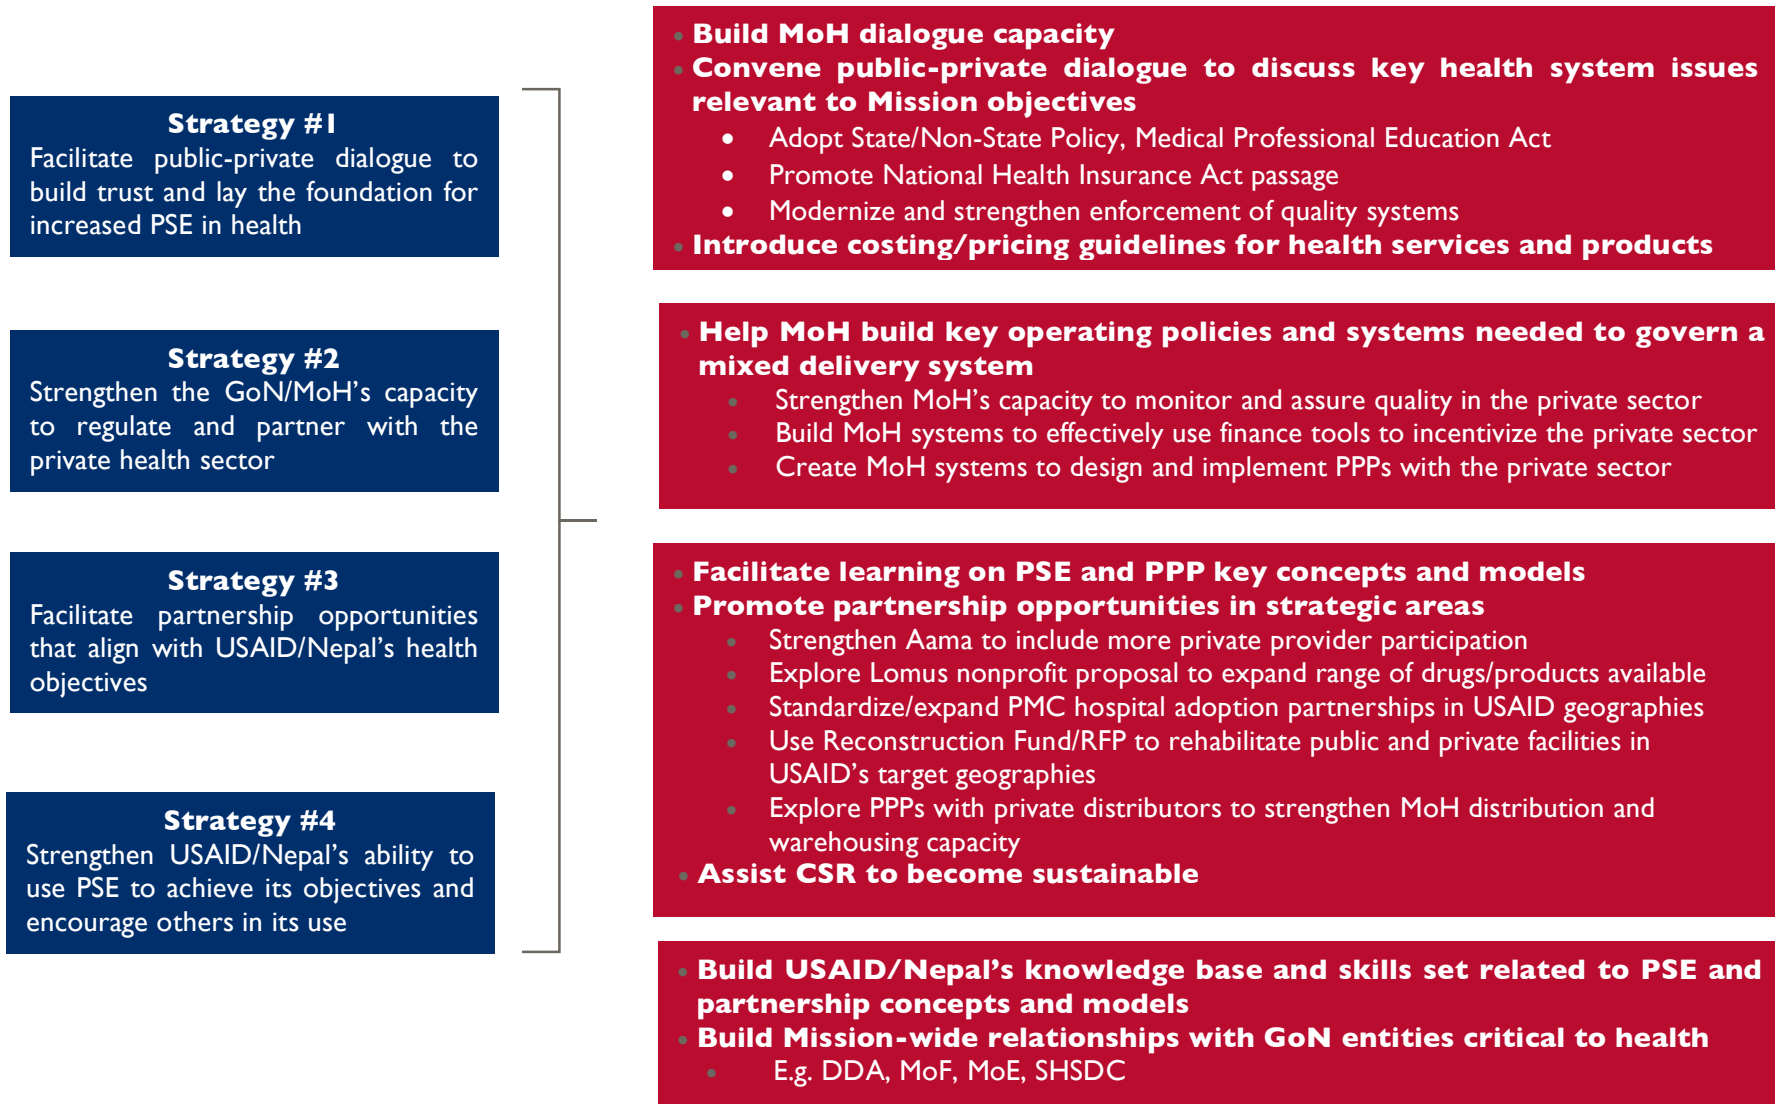 Strategy #1
Facilitate public-private dialogue to
build trust and lay the foundation for
increased PSE in health
Strategy #2
Strengthen the GoN/MoH's capacity
to regulate and partner with the
private health sector
Strategy #3
Facilitate partnership opportunities
that align with USAID/Nepal's health
objectives
Strategy #4
Strengthen USAID/Nepal's ability to
use PSE to achieve its objectives and
encourage others in its use
• Build MoH dialogue capacity
• Convene public-private dialogue to discuss key health system issues
relevant to Mission objectives
• Adopt State/Non-State Policy, Medical Professional Education Act
• Promote National Health Insurance Act passage
• Modernize and strengthen enforcement of quality systems
• Introduce costing/pricing guidelines for health services and products
• Help MoH build key operating policies and systems needed to govern a
mixed delivery system
• Strengthen MoH's capacity to monitor and assure quality in the private sector
• Build MoH systems to effectively use finance tools to incentivize the private sector
• Create MoH systems to design and implement PPPs with the private sector
• Facilitate learning on PSE and PPP key concepts and models
• Promote partnership opportunities in strategic areas
• Strengthen Aama to include more private provider participation
• Explore Lomus nonprofit proposal to expand range of drugs/products available
• Standardize/expand PMC hospital adoption partnerships in USAID geographies
• Use Reconstruction Fund/RFP to rehabilitate public and private facilities in
USAID's target geographies
• Explore PPPs with private distributors to strengthen MoH distribution and
warehousing capacity
• Assist CSR to become sustainable
• Build USAID/Nepal's knowledge base and skills set related to PSE and
partnership concepts and models
• Build Mission-wide relationships with GoN entities critical to health
• E.g. DDA, MoF, MoE, SHSDC